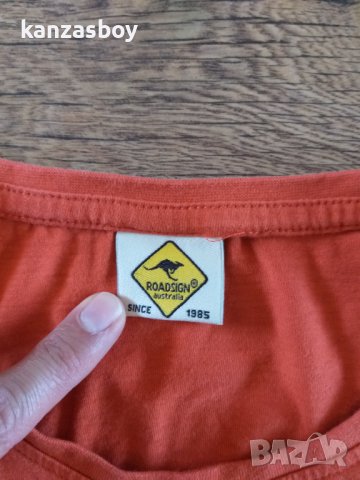 kanzasboy
ROADSIGN®
australia
SINCE 1985
BAZAR